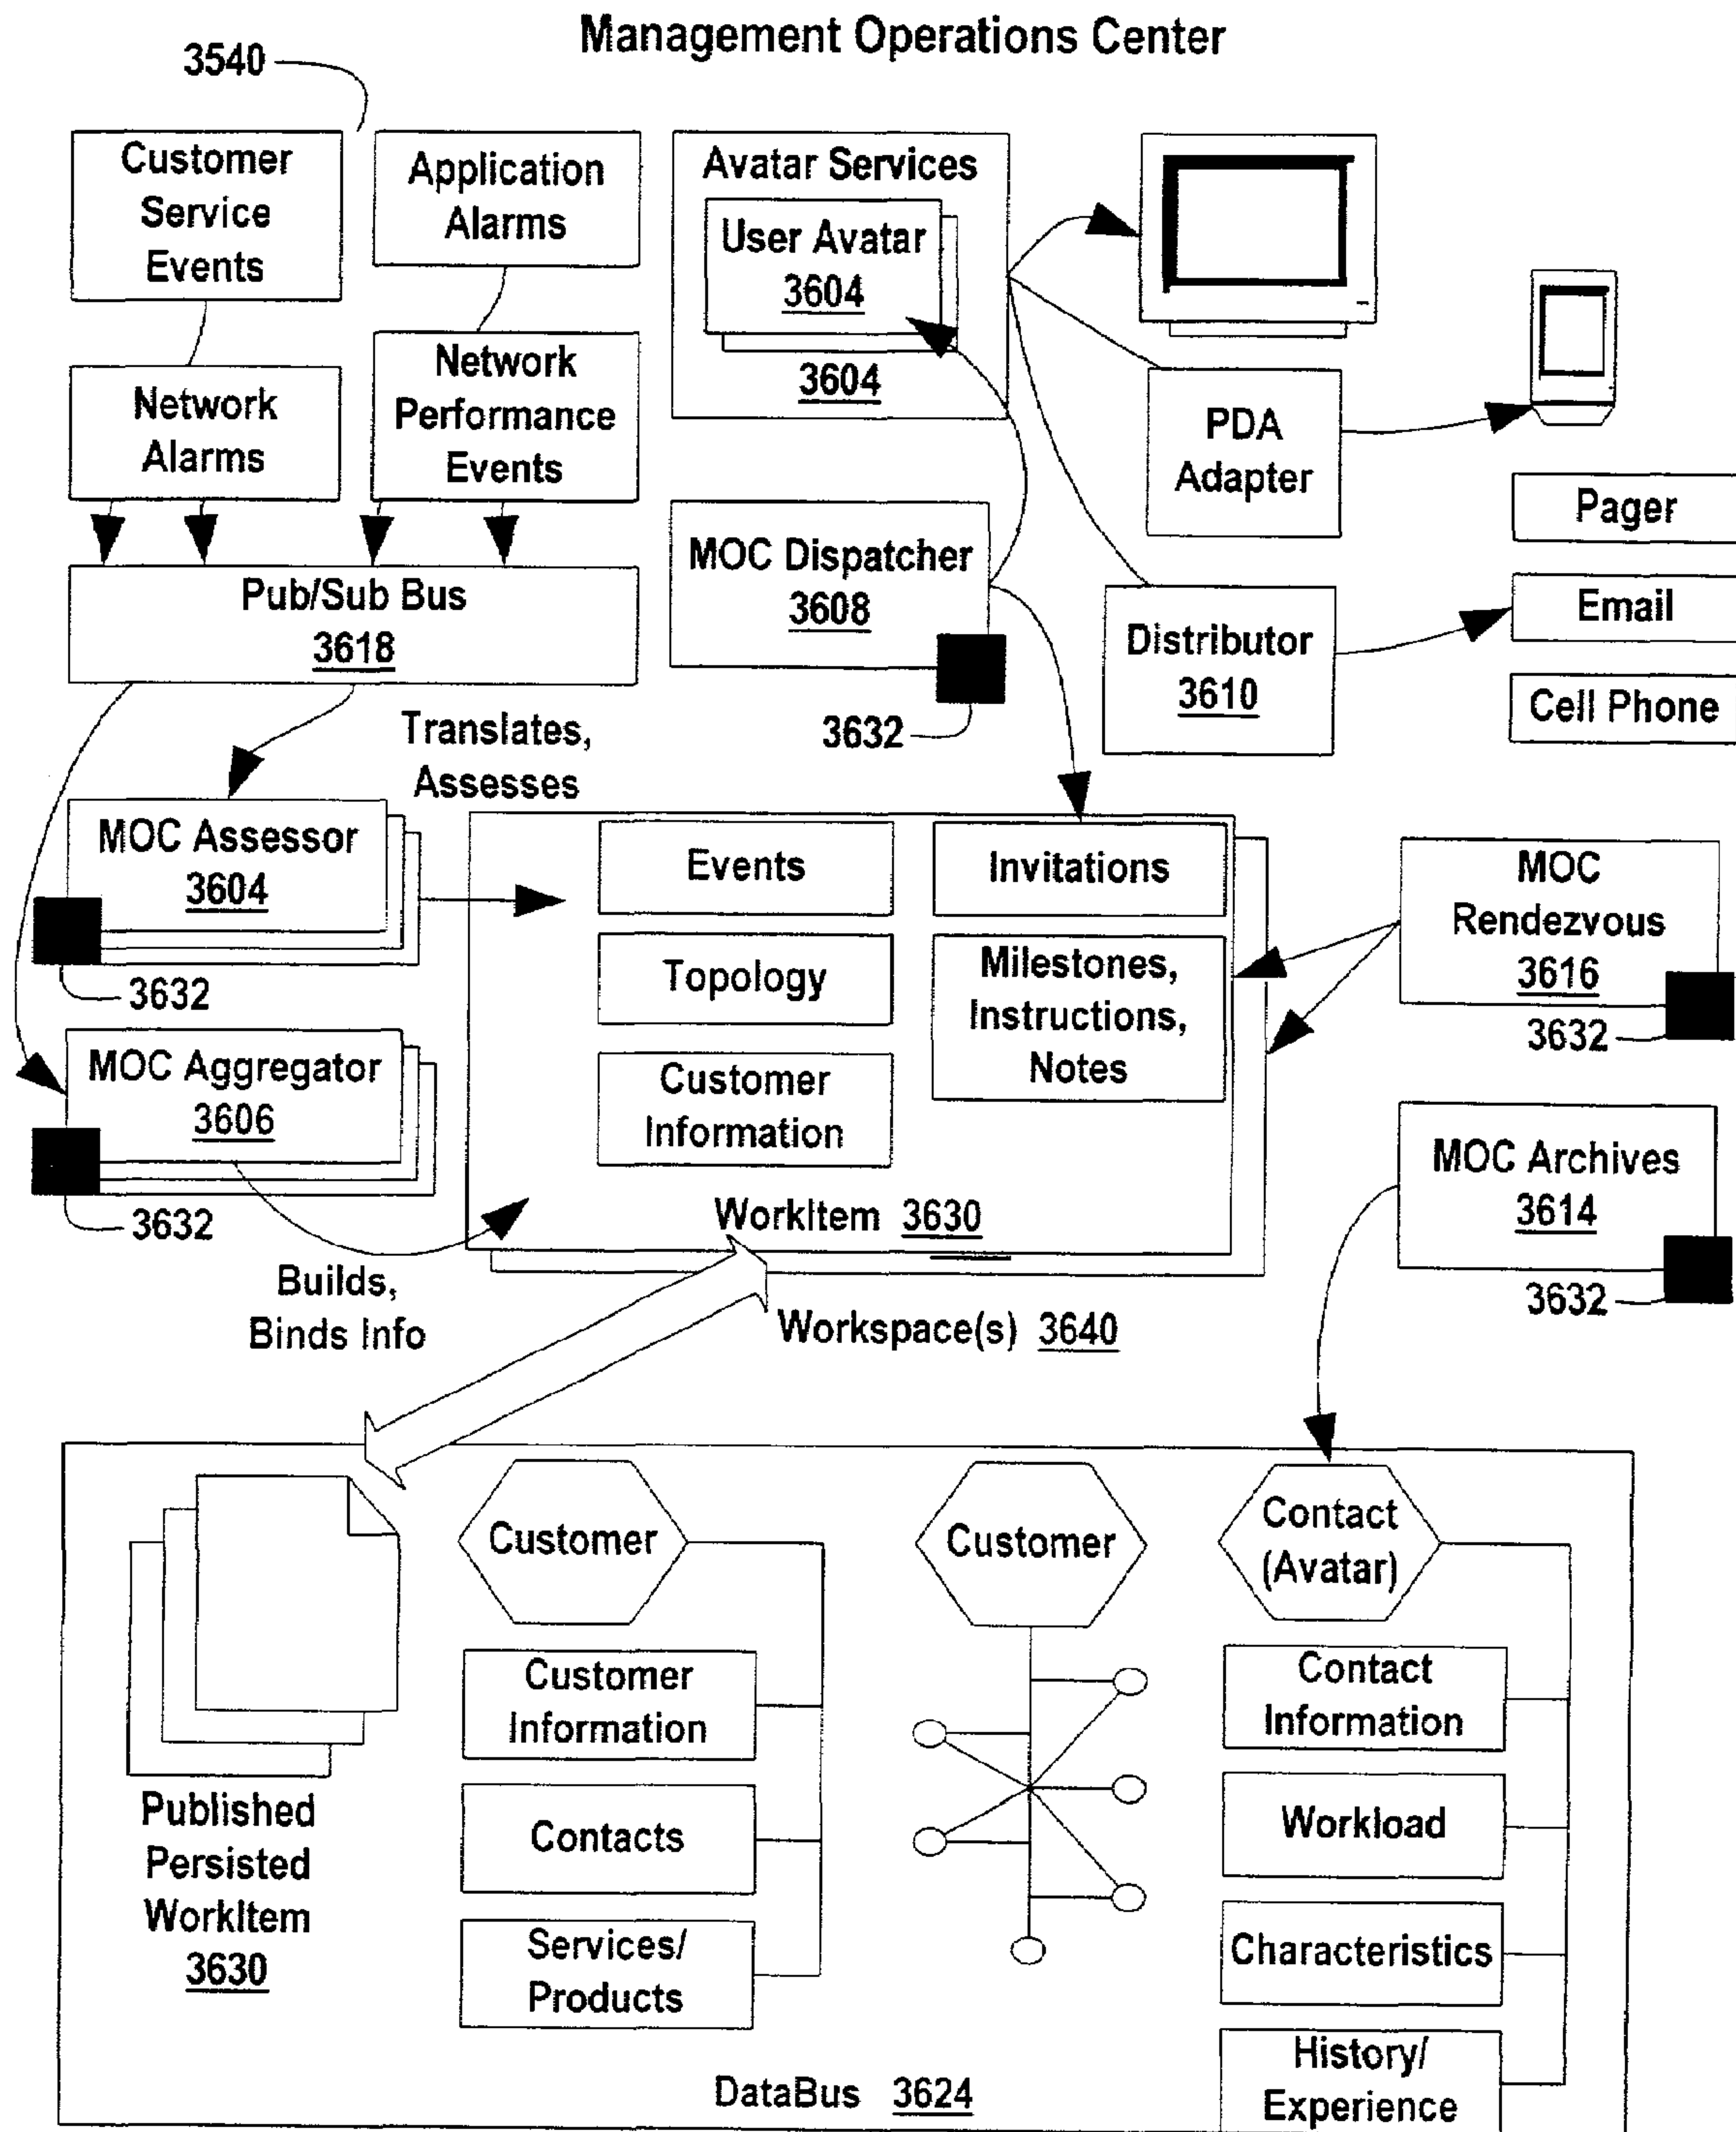 Management Operations Center
3540
Customer
Service
Events
Application
Alarms
Avatar Services
User Avatar
3604
3604
Network
Alarms
Network
Performance
Events
PDA
Adapter
Pager
Email
Cell Phone
MOC Dispatcher
3608
3632
Distributor
3610
Pub/Sub Bus
3618
Translates,
Assesses
MOC Assessor
3604
3632
MOC Aggregator
3606
3632
Builds,
Binds Info
Events
Topology
Customer
Information
Invitations
Milestones,
Instructions,
Notes
WorkItem 3630
Workspace(s) 3640
MOC
Rendezvous
3616
3632
MOC Archives
3614
3632
Published
Persisted
WorkItem
3630
Customer
Customer
Information
Contacts
Services/
Products
Customer
Contact
(Avatar)
Contact
Information
Workload
Characteristics
History/
Experience
DataBus 3624